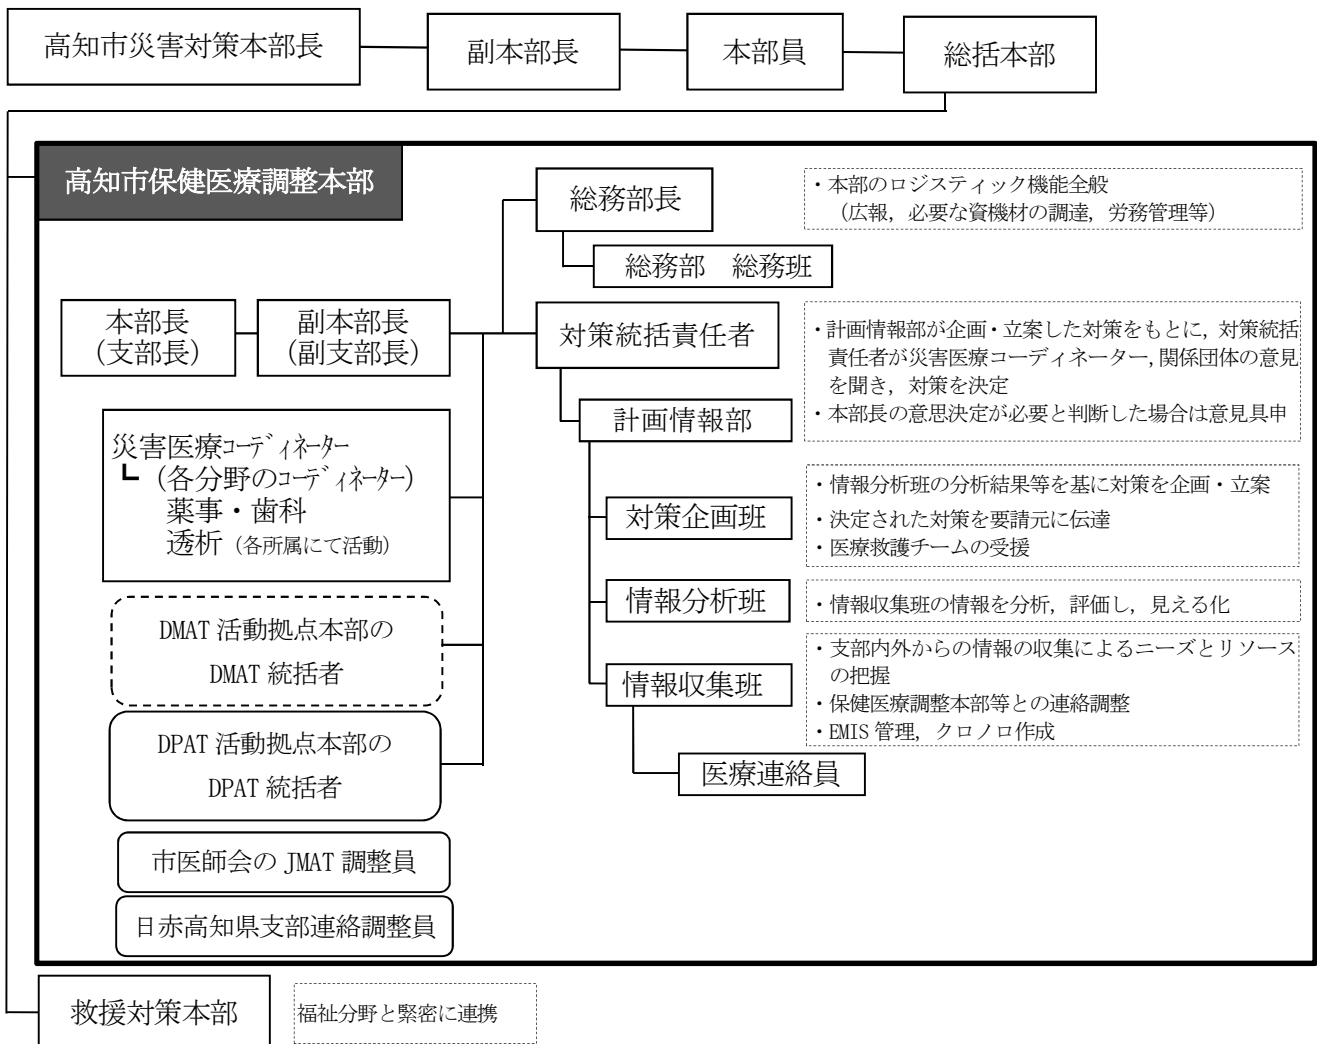 高知市災害対策本部長
副本部長
本部員
総括本部
高知市保健医療調整本部
総務部長
・本部のロジスティック機能全般
（広報，必要な資機材の調達，労務管理等）
総務部　総務班
本部長
（支部長）
副本部長
（副支部長）
対策統括責任者
・計画情報部が企画・立案した対策をもとに，対策統括
責任者が災害医療コーディネーター，関係団体の意見
を聞き，対策を決定
・本部長の意思決定が必要と判断した場合は意見具申
計画情報部
災害医療ｺｰﾃﾞｨﾈｰﾀｰ
┗（各分野のｺｰﾃﾞｨﾈｰﾀｰ）
薬事・歯科
透析（各所属にて活動）
対策企画班
・情報分析班の分析結果等を基に対策を企画・立案
・決定された対策を要請元に伝達
・医療救護チームの受援
情報分析班
・情報収集班の情報を分析，評価し，見える化
DMAT 活動拠点本部の
DMAT 統括者
情報収集班
・支部内外からの情報の収集によるニーズとリソース
の把握
・保健医療調整本部等との連絡調整
・EMIS 管理，クロノロ作成
DPAT 活動拠点本部の
DPAT 統括者
医療連絡員
市医師会の JMAT 調整員
日赤高知県支部連絡調整員
救援対策本部
福祉分野と緊密に連携